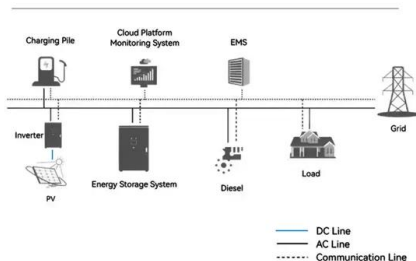 Charging Pile
Cloud Platform
Monitoring System
EMS
Grid
Inverter
PV
Energy Storage System
Diesel
Load
DC Line
AC Line
Communication Line